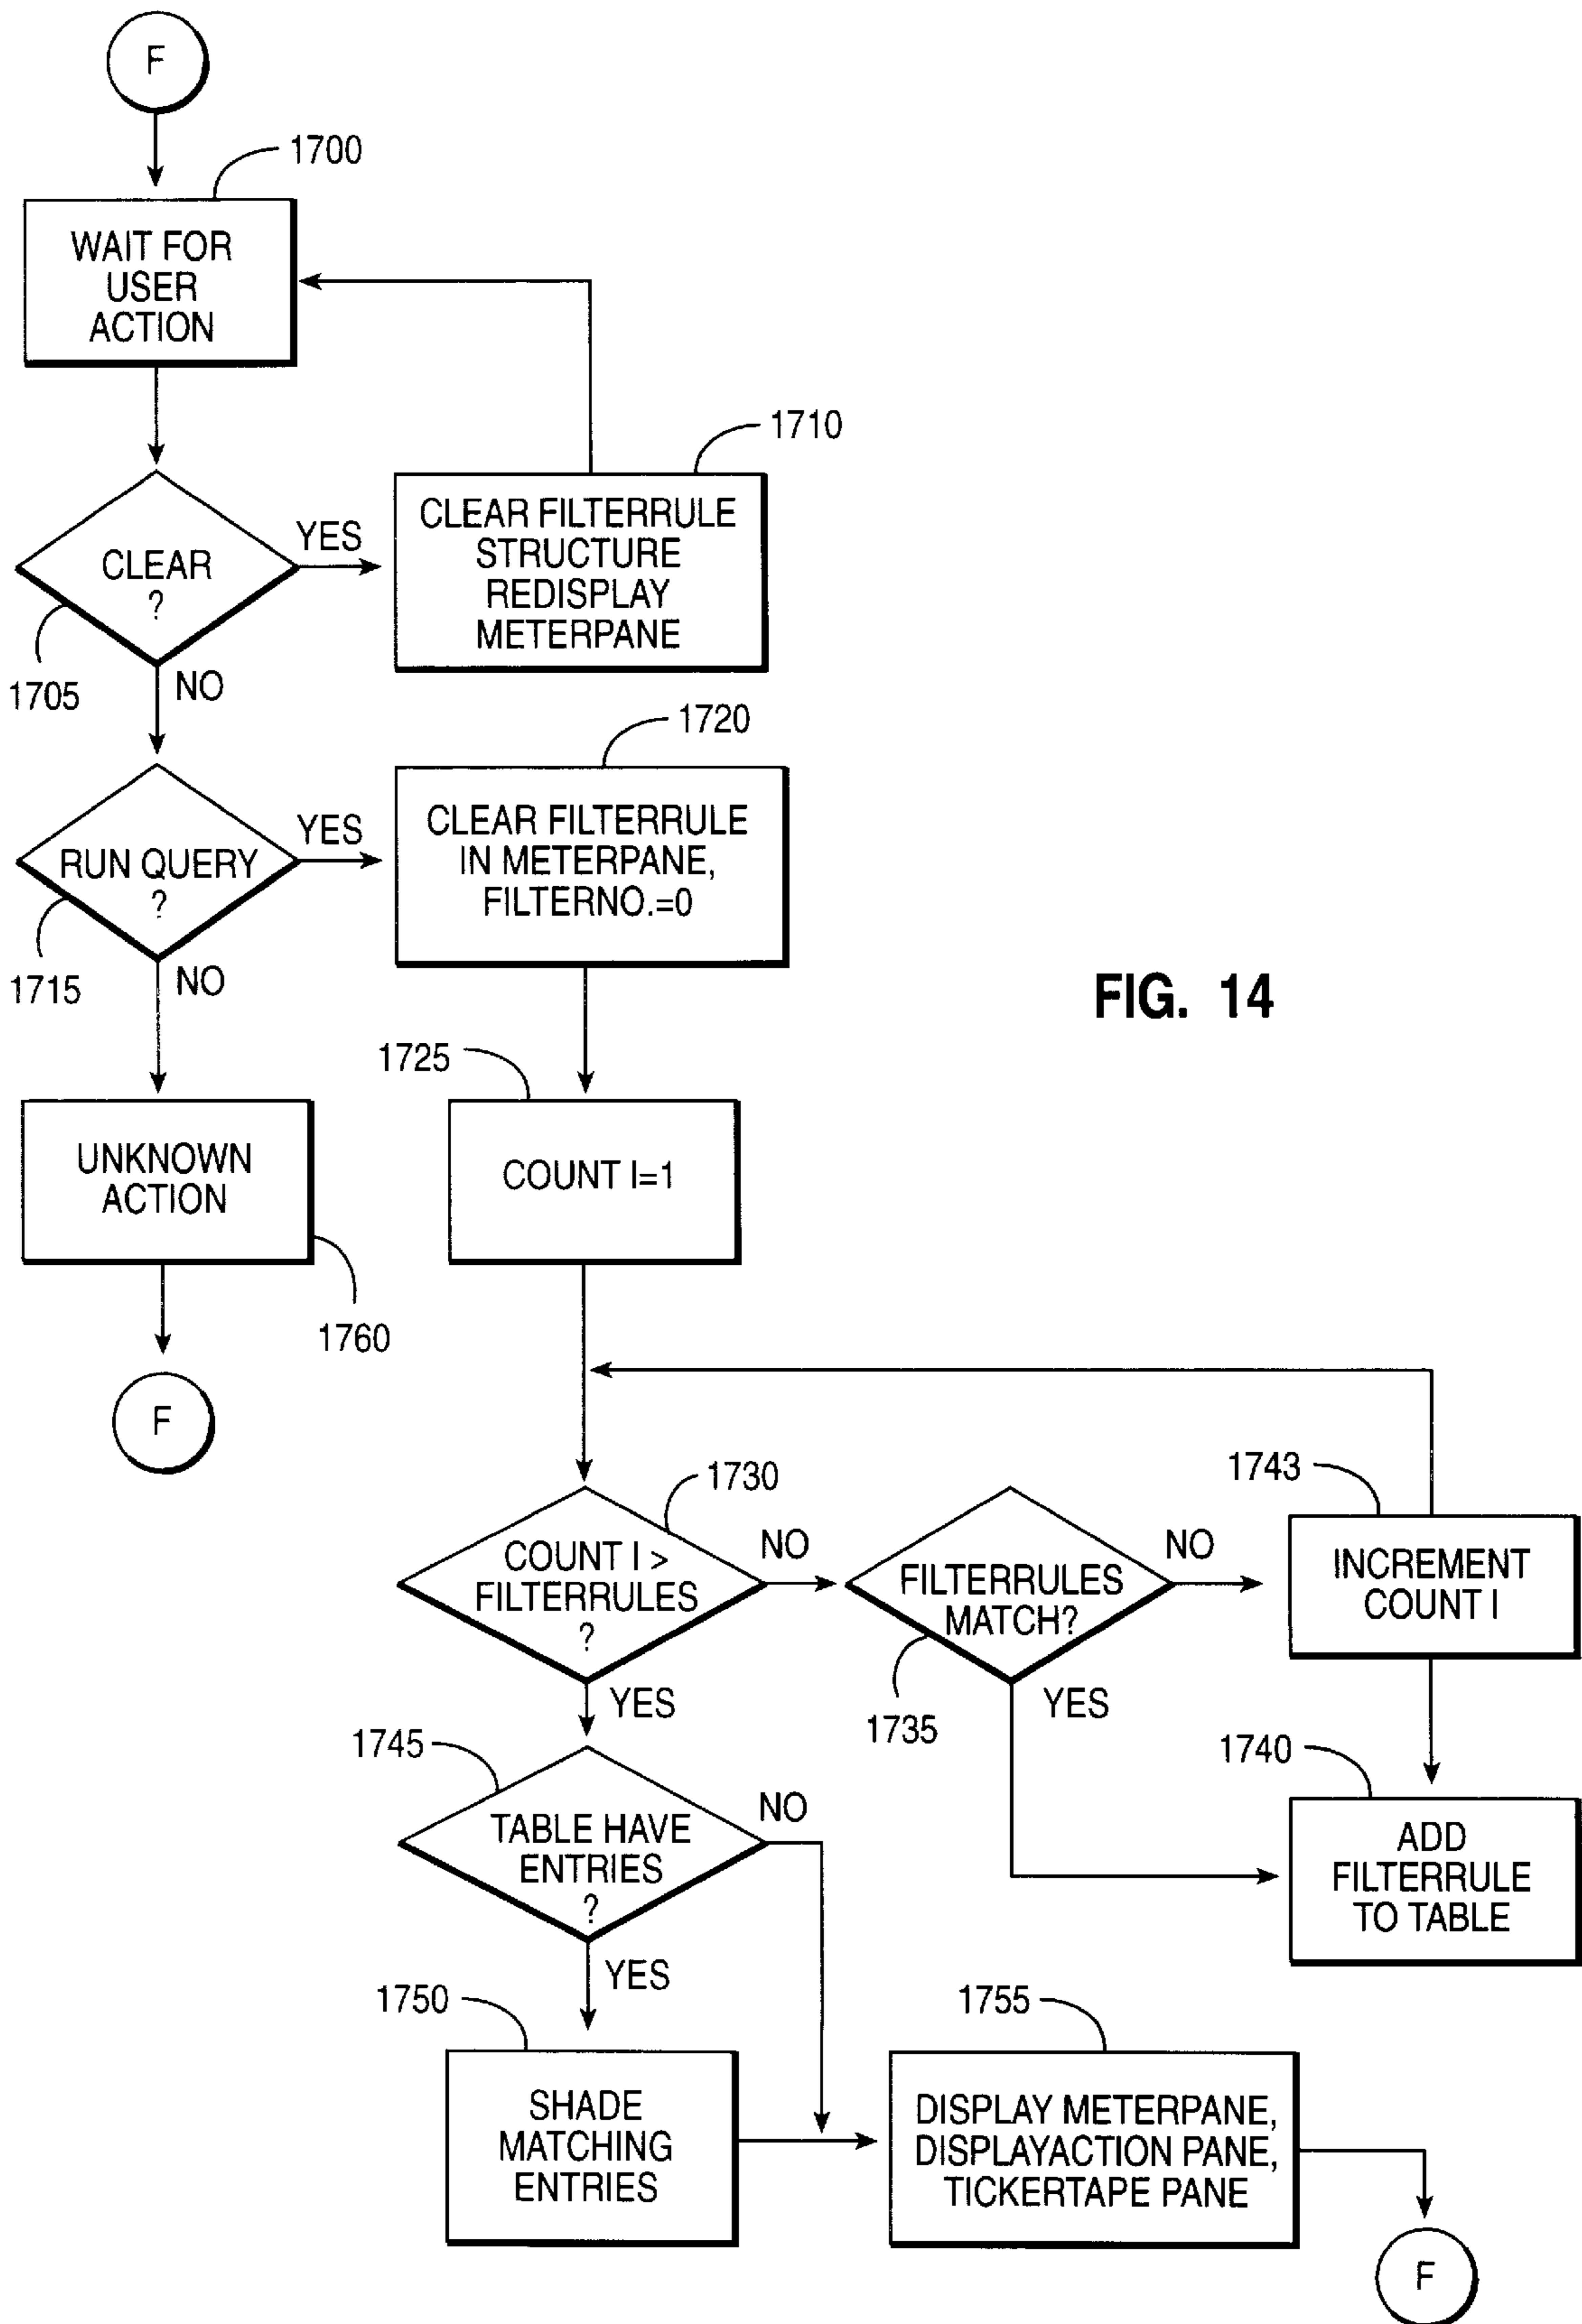 F
1700
WAIT FOR
USER
ACTION
1710
CLEAR
?
YES
CLEAR FILTERRULE
STRUCTURE
REDISPLAY
METERPANE
1705
NO
1720
RUN QUERY
?
YES
CLEAR FILTERRULE
IN METERPANE,
FILTERNO.=0
1715
NO
FIG. 14
1725
UNKNOWN
ACTION
COUNT I=1
1760
F
1730
1743
COUNT I >
FILTERRULES
?
NO
FILTERRULES
MATCH?
NO
INCREMENT
COUNT I
YES
1735
YES
1745
1740
TABLE HAVE
ENTRIES
?
NO
ADD
FILTERRULE
TO TABLE
YES
1750
1755
SHADE
MATCHING
ENTRIES
DISPLAY METERPANE,
DISPLAYACTION PANE,
TICKERTAPE PANE
F